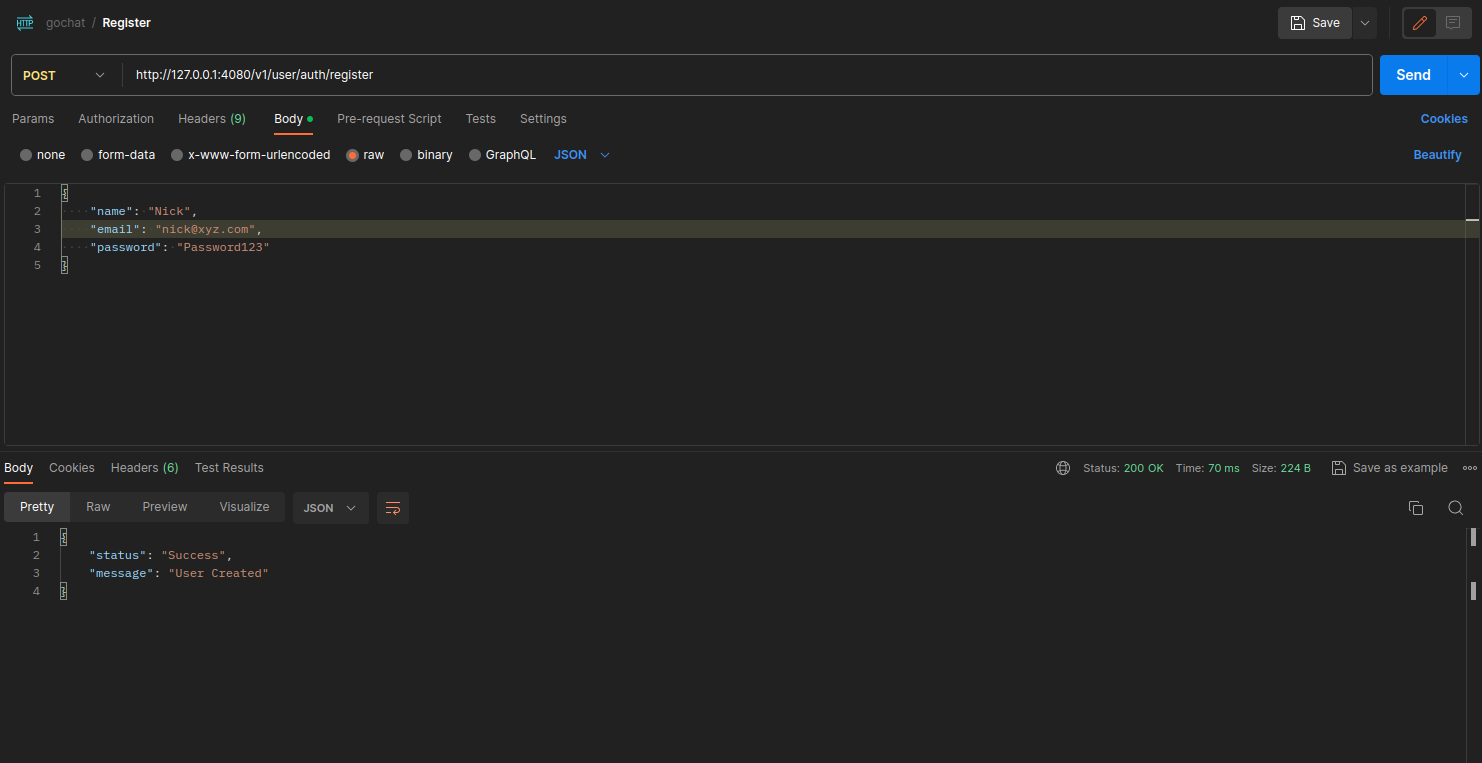 HTTP gochat / Register Save
POST http://127.0.0.1:4080/v1/user/auth/register Send
Params Authorization Headers (9) Body Pre-request Script Tests Settings Cookies
none form-data x-www-form-urlencoded raw binary GraphQL JSON Beautify
1 {
2 "name": "Nick",
3 "email": "nick@xyz.com",
4 "password": "Password123"
5 }
Body Cookies Headers (6) Test Results Status: 200 OK Time: 70 ms Size: 224 B Save as example
Pretty Raw Preview Visualize JSON
1 {
2 "status": "Success",
3 "message": "User Created"
4 }